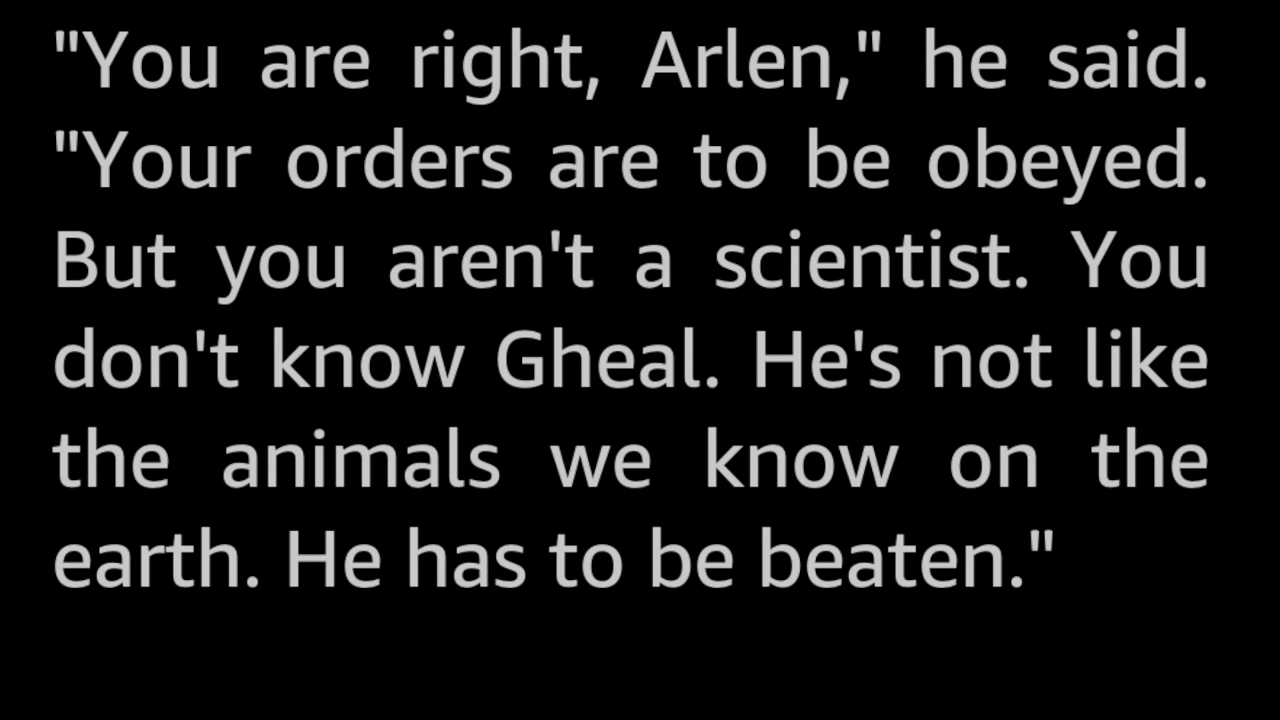 "You are right, Arlen," he said.
"Your orders are to be obeyed.
But you aren't a scientist. You
don't know Gheal. He's not like
the animals we know on the
earth. He has to be beaten."